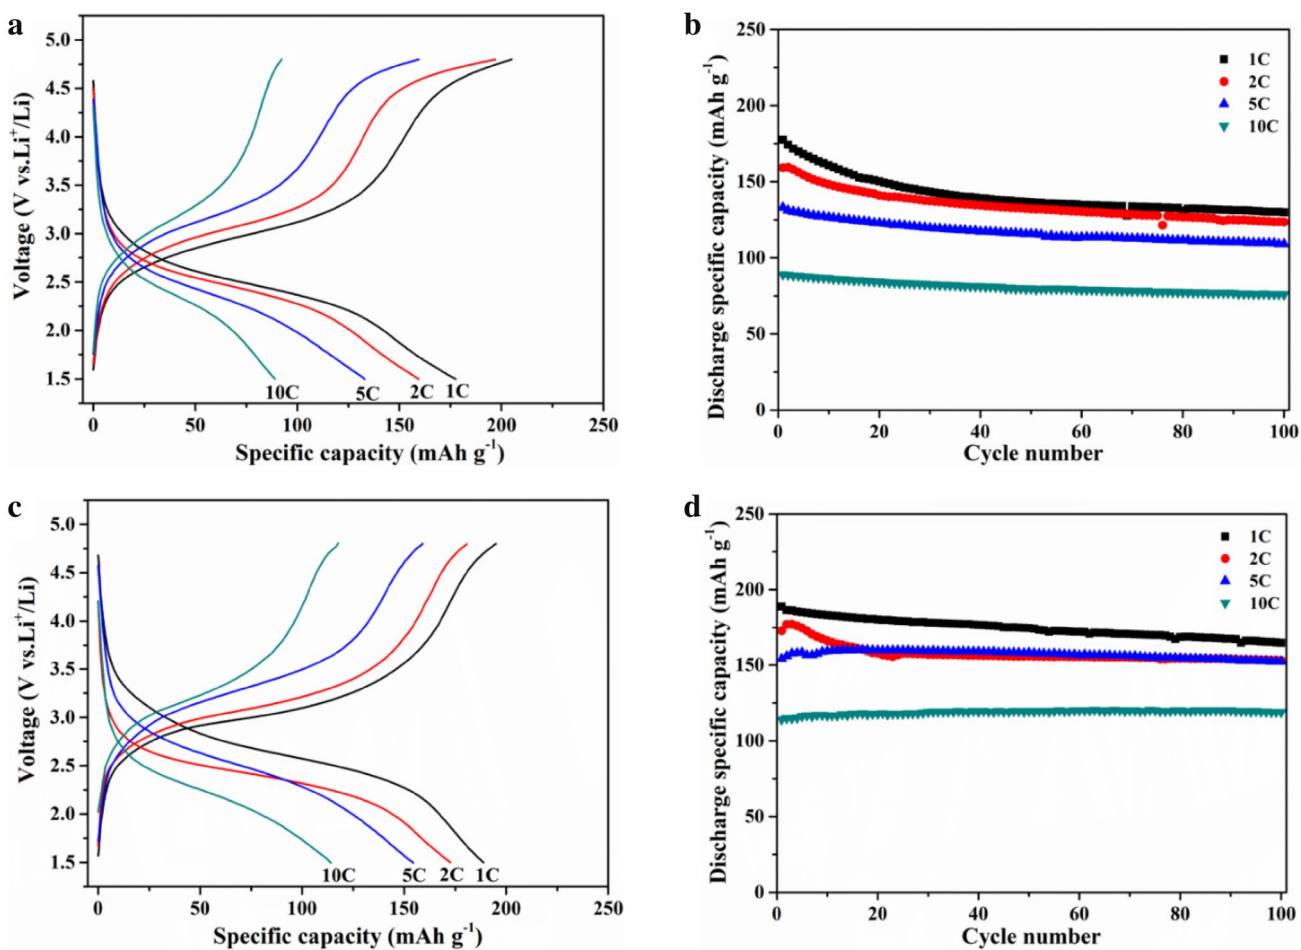 a
5.0
4.5
4.0
3.5
3.0
2.5
2.0
1.5
Voltage (V vs.Li⁺/Li)
10C 5C 2C 1C
0 50 100 150 200 250
Specific capacity (mAh g⁻¹)
b
250
200
150
100
50
0
Discharge specific capacity (mAh g⁻¹)
1C
2C
5C
10C
0 20 40 60 80 100
Cycle number
c
5.0
4.5
4.0
3.5
3.0
2.5
2.0
1.5
Voltage (V vs.Li⁺/Li)
10C 5C 2C 1C
0 50 100 150 200 250
Specific capacity (mAh g⁻¹)
d
250
200
150
100
50
0
Discharge specific capacity (mAh g⁻¹)
1C
2C
5C
10C
0 20 40 60 80 100
Cycle number